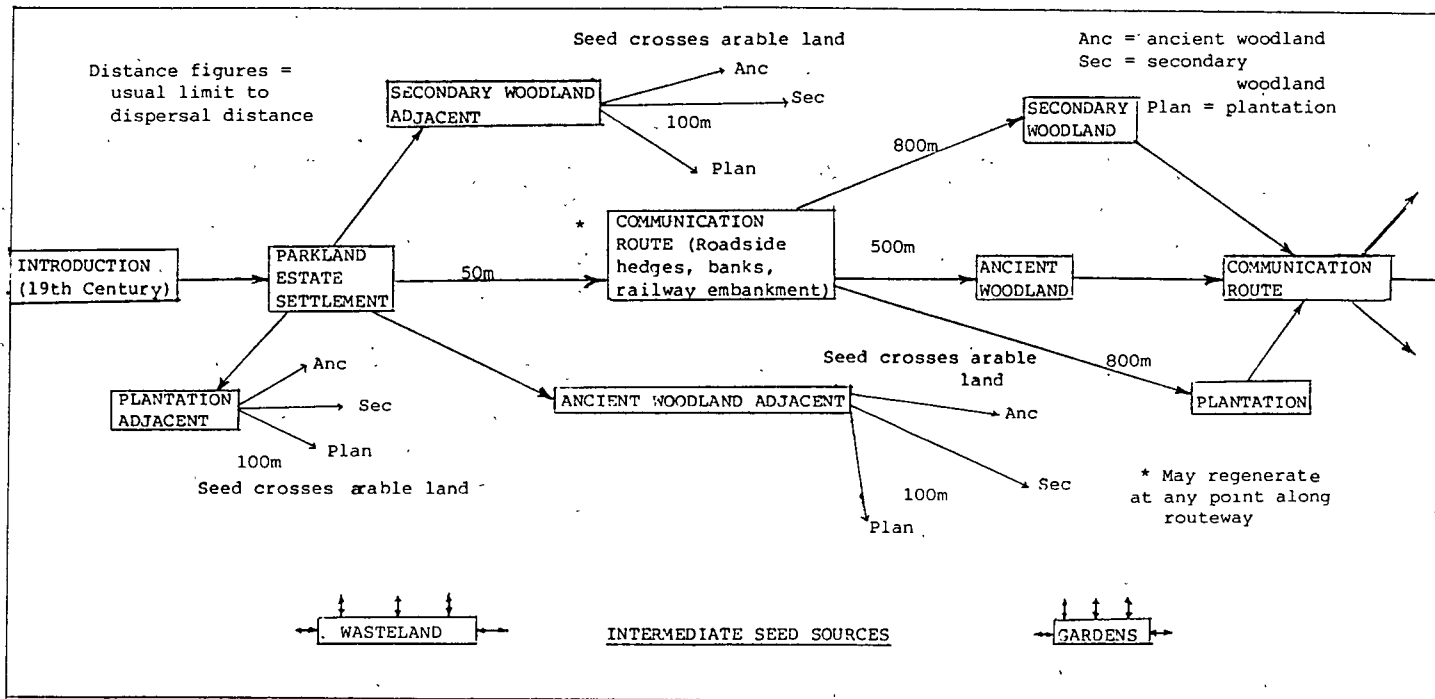 Distance figures =
usual limit to
dispersal distance
Seed crosses arable land
Anc
Sec
100m
Plan
SECONDARY WOODLAND
ADJACENT
Anc = ancient woodland
Sec = secondary
woodland
Plan = plantation
SECONDARY
WOODLAND
800m
INTRODUCTION
(19th Century)
PARKLAND
ESTATE
SETTLEMENT
50m
*
COMMUNICATION
ROUTE (Roadside
hedges, banks,
railway embankment)
500m
ANCIENT
WOODLAND
COMMUNICATION
ROUTE
800m
PLANTATION
PLANTATION
ADJACENT
Anc
Sec
Plan
100m
Seed crosses arable land
ANCIENT WOODLAND ADJACENT
Seed crosses arable
land
Anc
Sec
100m
Plan
* May regenerate
at any point along
routeway
WASTELAND
INTERMEDIATE SEED SOURCES
GARDENS